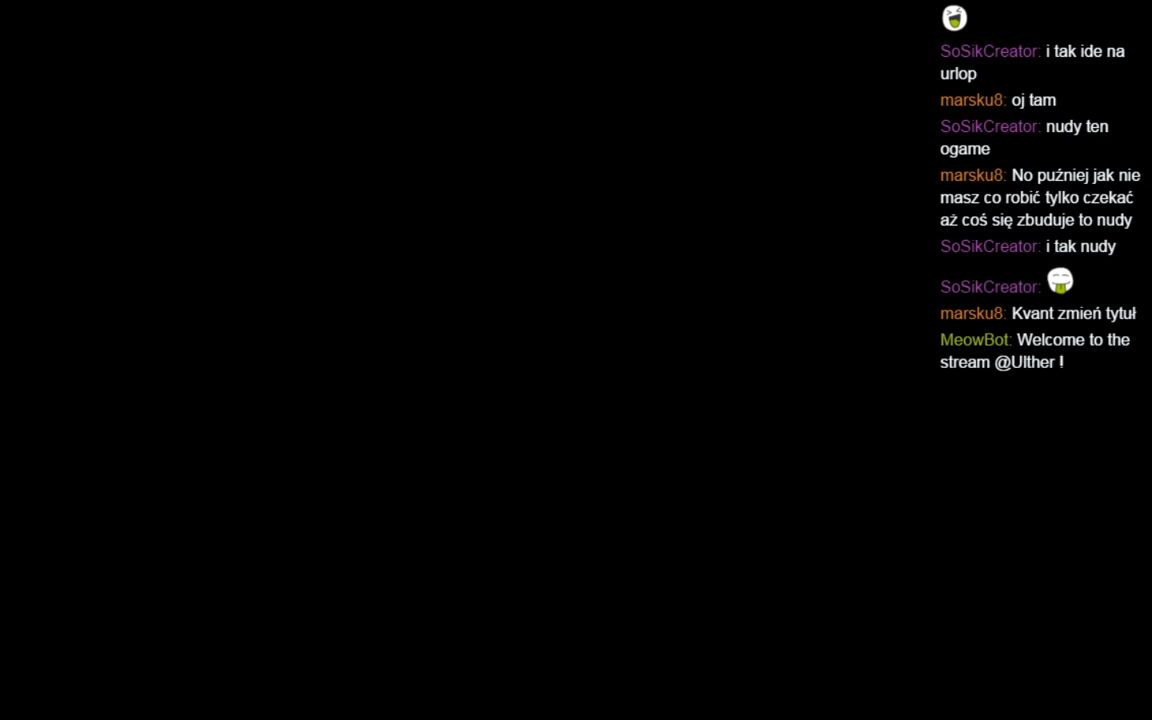 SoSikCreator: i tak ide na
urlop
marsku8: oj tam
SoSikCreator: nudy ten
ogame
marsku8: No puźniej jak nie
masz co robić tylko czekać
aż coś się zbuduje to nudy
SoSikCreator: i tak nudy
SoSikCreator:
marsku8: Kvant zmień tytuł
MeowBot: Welcome to the
stream @Ulther !